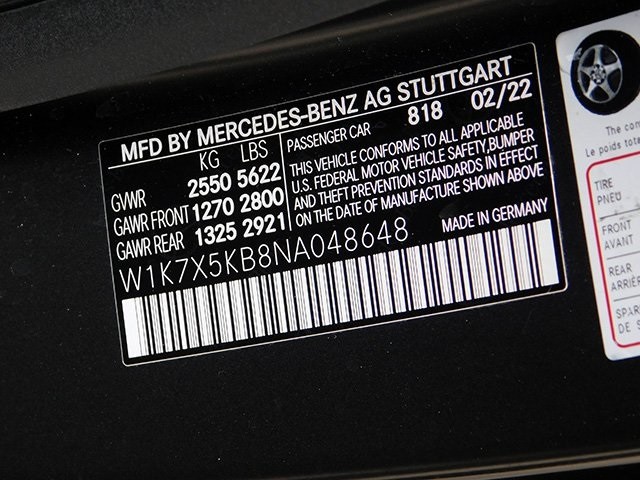 MFD BY MERCEDES-BENZ AG STUTTGART
KG LBS
GVWR 2550 5622
GAWR FRONT 1270 2800
GAWR REAR 1325 2921
PASSENGER CAR 818 02/22
THIS VEHICLE CONFORMS TO ALL APPLICABLE
U.S. FEDERAL MOTOR VEHICLE SAFETY, BUMPER
AND THEFT PREVENTION STANDARDS IN EFFECT
ON THE DATE OF MANUFACTURE SHOWN ABOVE
W1K7X5KB8NA048648
MADE IN GERMANY
The
Le poids
TIRE
PNEU
FRONT
AVANT
REAR